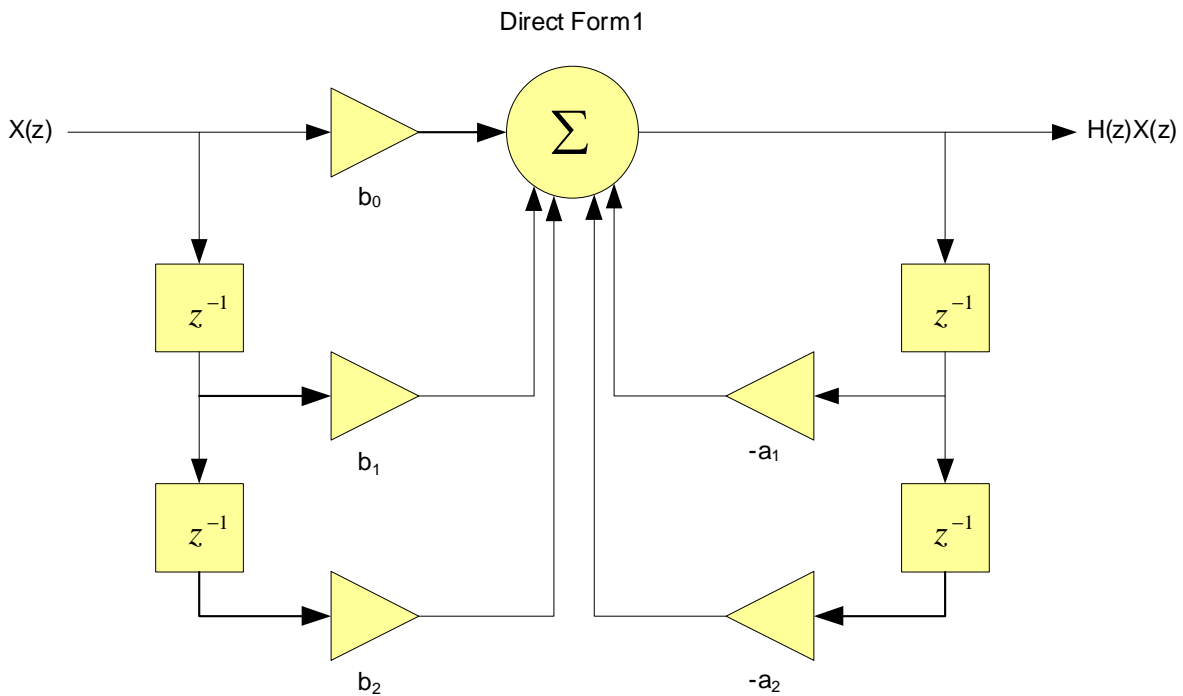 Direct Form1
X(z)
b₀
Σ
H(z)X(z)
z⁻¹
z⁻¹
b₁
-a₁
z⁻¹
z⁻¹
b₂
-a₂